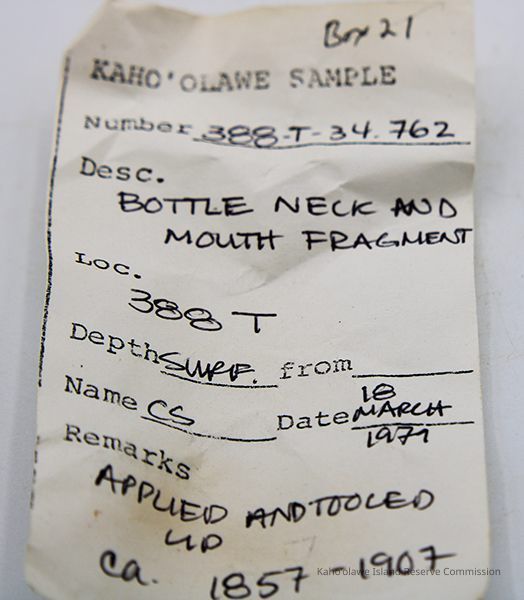 Box 21
KAHO'OLAWE SAMPLE
Number 388-T-34.762
Desc.
BOTTLE NECK AND
MOUTH FRAGMENT
Loc.
388 T
Depth SURF. from
Name CS Date 18 MARCH
1979
Remarks
APPLIED AND TOOLED
LIP
ca. 1857-1907
Kaho'olawe Island Reserve Commission